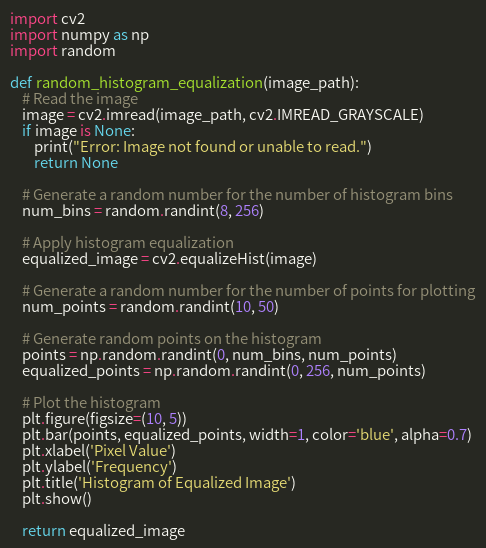 import cv2
import numpy as np
import random

def random_histogram_equalization(image_path):
    # Read the image
    image = cv2.imread(image_path, cv2.IMREAD_GRAYSCALE)
    if image is None:
        print("Error: Image not found or unable to read.")
        return None

    # Generate a random number for the number of histogram bins
    num_bins = random.randint(8, 256)

    # Apply histogram equalization
    equalized_image = cv2.equalizeHist(image)

    # Generate a random number for the number of points for plotting
    num_points = random.randint(10, 50)

    # Generate random points on the histogram
    points = np.random.randint(0, num_bins, num_points)
    equalized_points = np.random.randint(0, 256, num_points)

    # Plot the histogram
    plt.figure(figsize=(10, 5))
    plt.bar(points, equalized_points, width=1, color='blue', alpha=0.7)
    plt.xlabel('Pixel Value')
    plt.ylabel('Frequency')
    plt.title('Histogram of Equalized Image')
    plt.show()

    return equalized_image